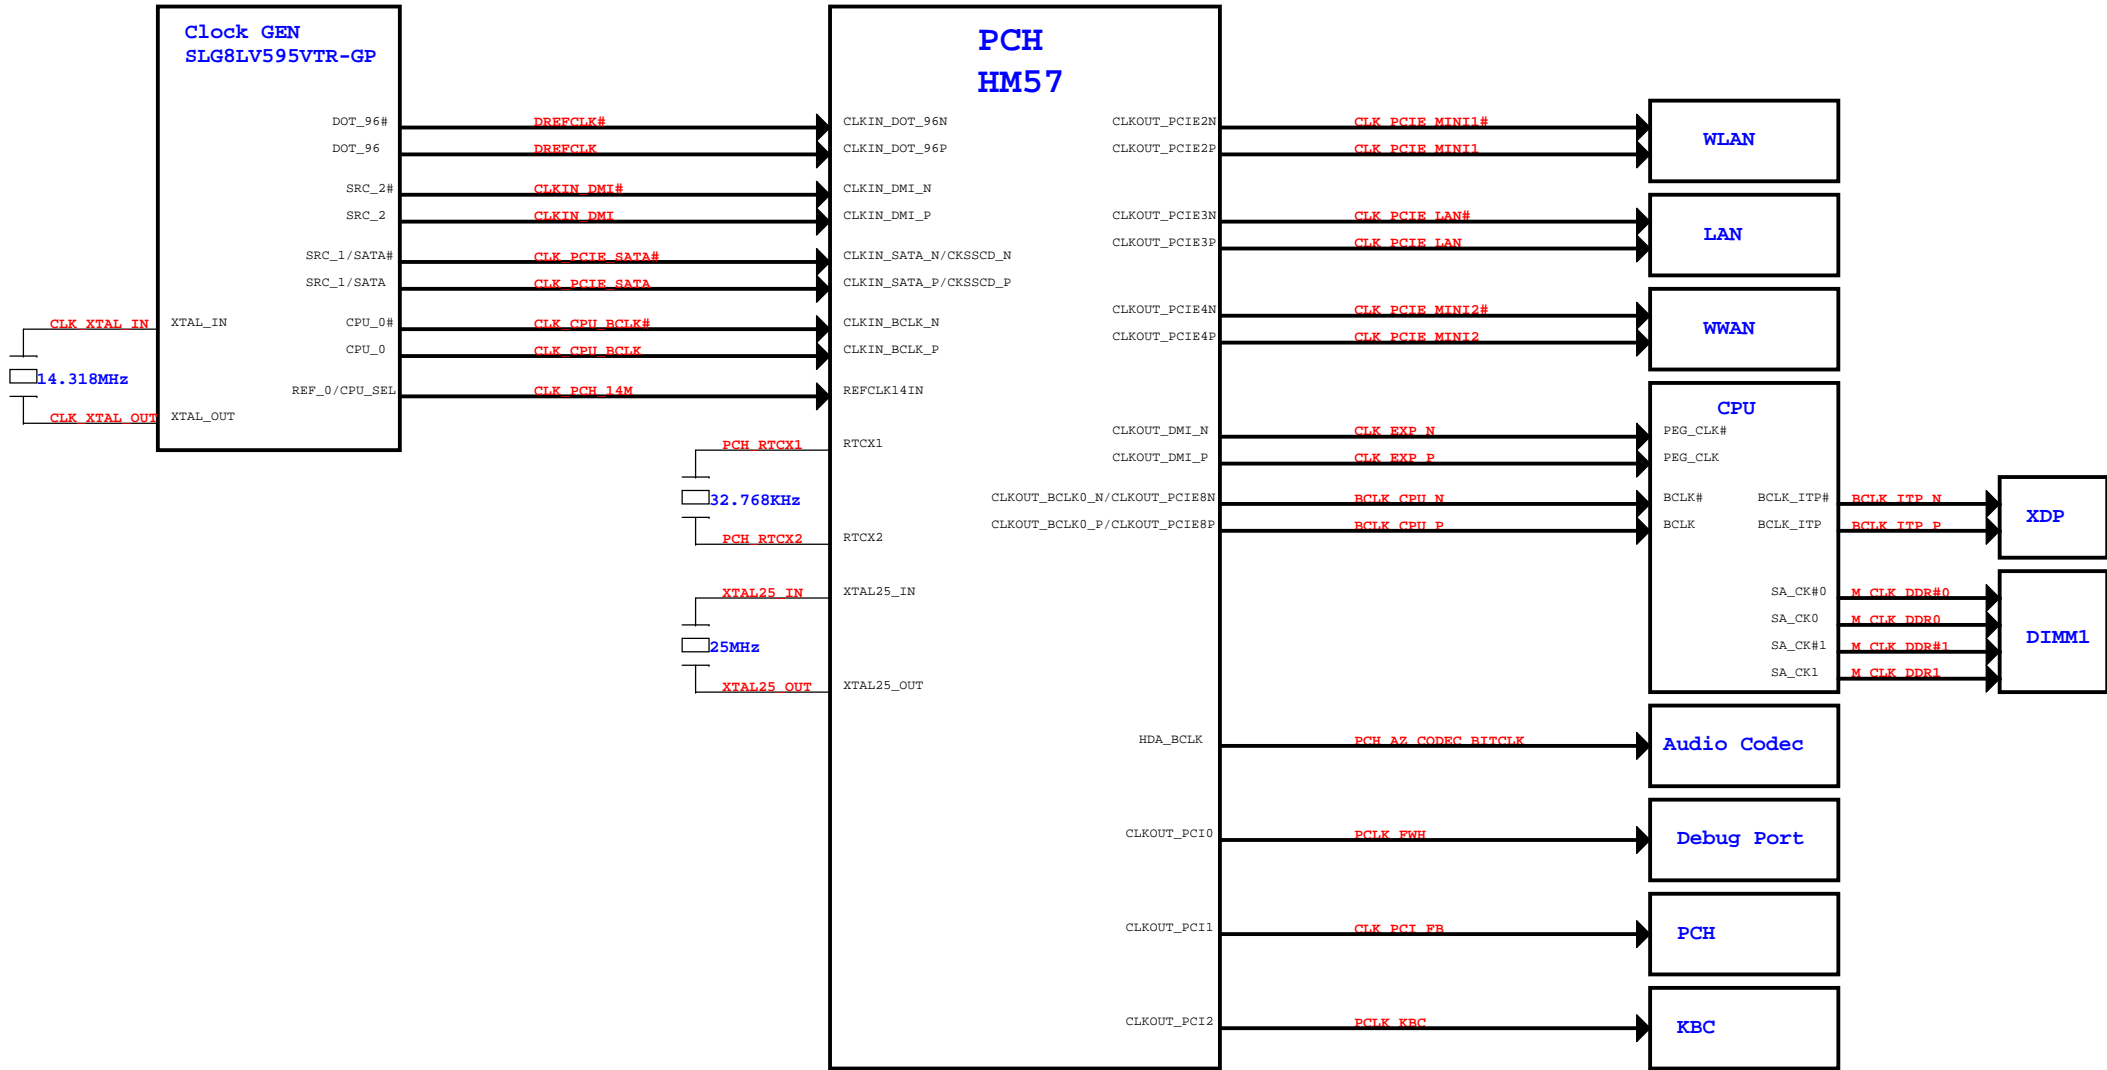 Clock GEN
SLG8LV595VTR-GP
DOT_96#
DOT_96
SRC_2#
SRC_2
SRC_1/SATA#
SRC_1/SATA
CPU_0#
CPU_0
REF_0/CPU_SEL
XTAL_IN
XTAL_OUT
CLK_XTAL_IN
14.318MHz
CLK_XTAL_OUT
DREFCLK#
DREFCLK
CLKIN_DMI#
CLKIN_DMI
CLK_PCIE_SATA#
CLK_PCIE_SATA
CLK_CPU_BCLK#
CLK_CPU_BCLK
CLK_PCH_14M
PCH_RTCX1
32.768KHz
PCH_RTCX2
XTAL25_IN
25MHz
XTAL25_OUT
PCH
HM57
CLKIN_DOT_96N
CLKIN_DOT_96P
CLKIN_DMI_N
CLKIN_DMI_P
CLKIN_SATA_N/CKSSCD_N
CLKIN_SATA_P/CKSSCD_P
CLKIN_BCLK_N
CLKIN_BCLK_P
REFCLK14IN
RTCX1
RTCX2
XTAL25_IN
XTAL25_OUT
CLKOUT_PCIE2N
CLKOUT_PCIE2P
CLKOUT_PCIE3N
CLKOUT_PCIE3P
CLKOUT_PCIE4N
CLKOUT_PCIE4P
CLKOUT_DMI_N
CLKOUT_DMI_P
CLKOUT_BCLK0_N/CLKOUT_PCIE8N
CLKOUT_BCLK0_P/CLKOUT_PCIE8P
HDA_BCLK
CLKOUT_PCI0
CLKOUT_PCI1
CLKOUT_PCI2
CLK_PCIE_MINI1#
CLK_PCIE_MINI1
CLK_PCIE_LAN#
CLK_PCIE_LAN
CLK_PCIE_MINI2#
CLK_PCIE_MINI2
CLK_EXP_N
CLK_EXP_P
BCLK_CPU_N
BCLK_CPU_P
PCH_AZ_CODEC_BITCLK
PCLK_FWH
CLK_PCI_FB
PCLK_KBC
WLAN
LAN
WWAN
CPU
PEG_CLK#
PEG_CLK
BCLK#
BCLK
BCLK_ITP#
BCLK_ITP
SA_CK#0
SA_CK0
SA_CK#1
SA_CK1
BCLK_ITP_N
BCLK_ITP_P
M_CLK_DDR#0
M_CLK_DDR0
M_CLK_DDR#1
M_CLK_DDR1
XDP
DIMM1
Audio Codec
Debug Port
PCH
KBC